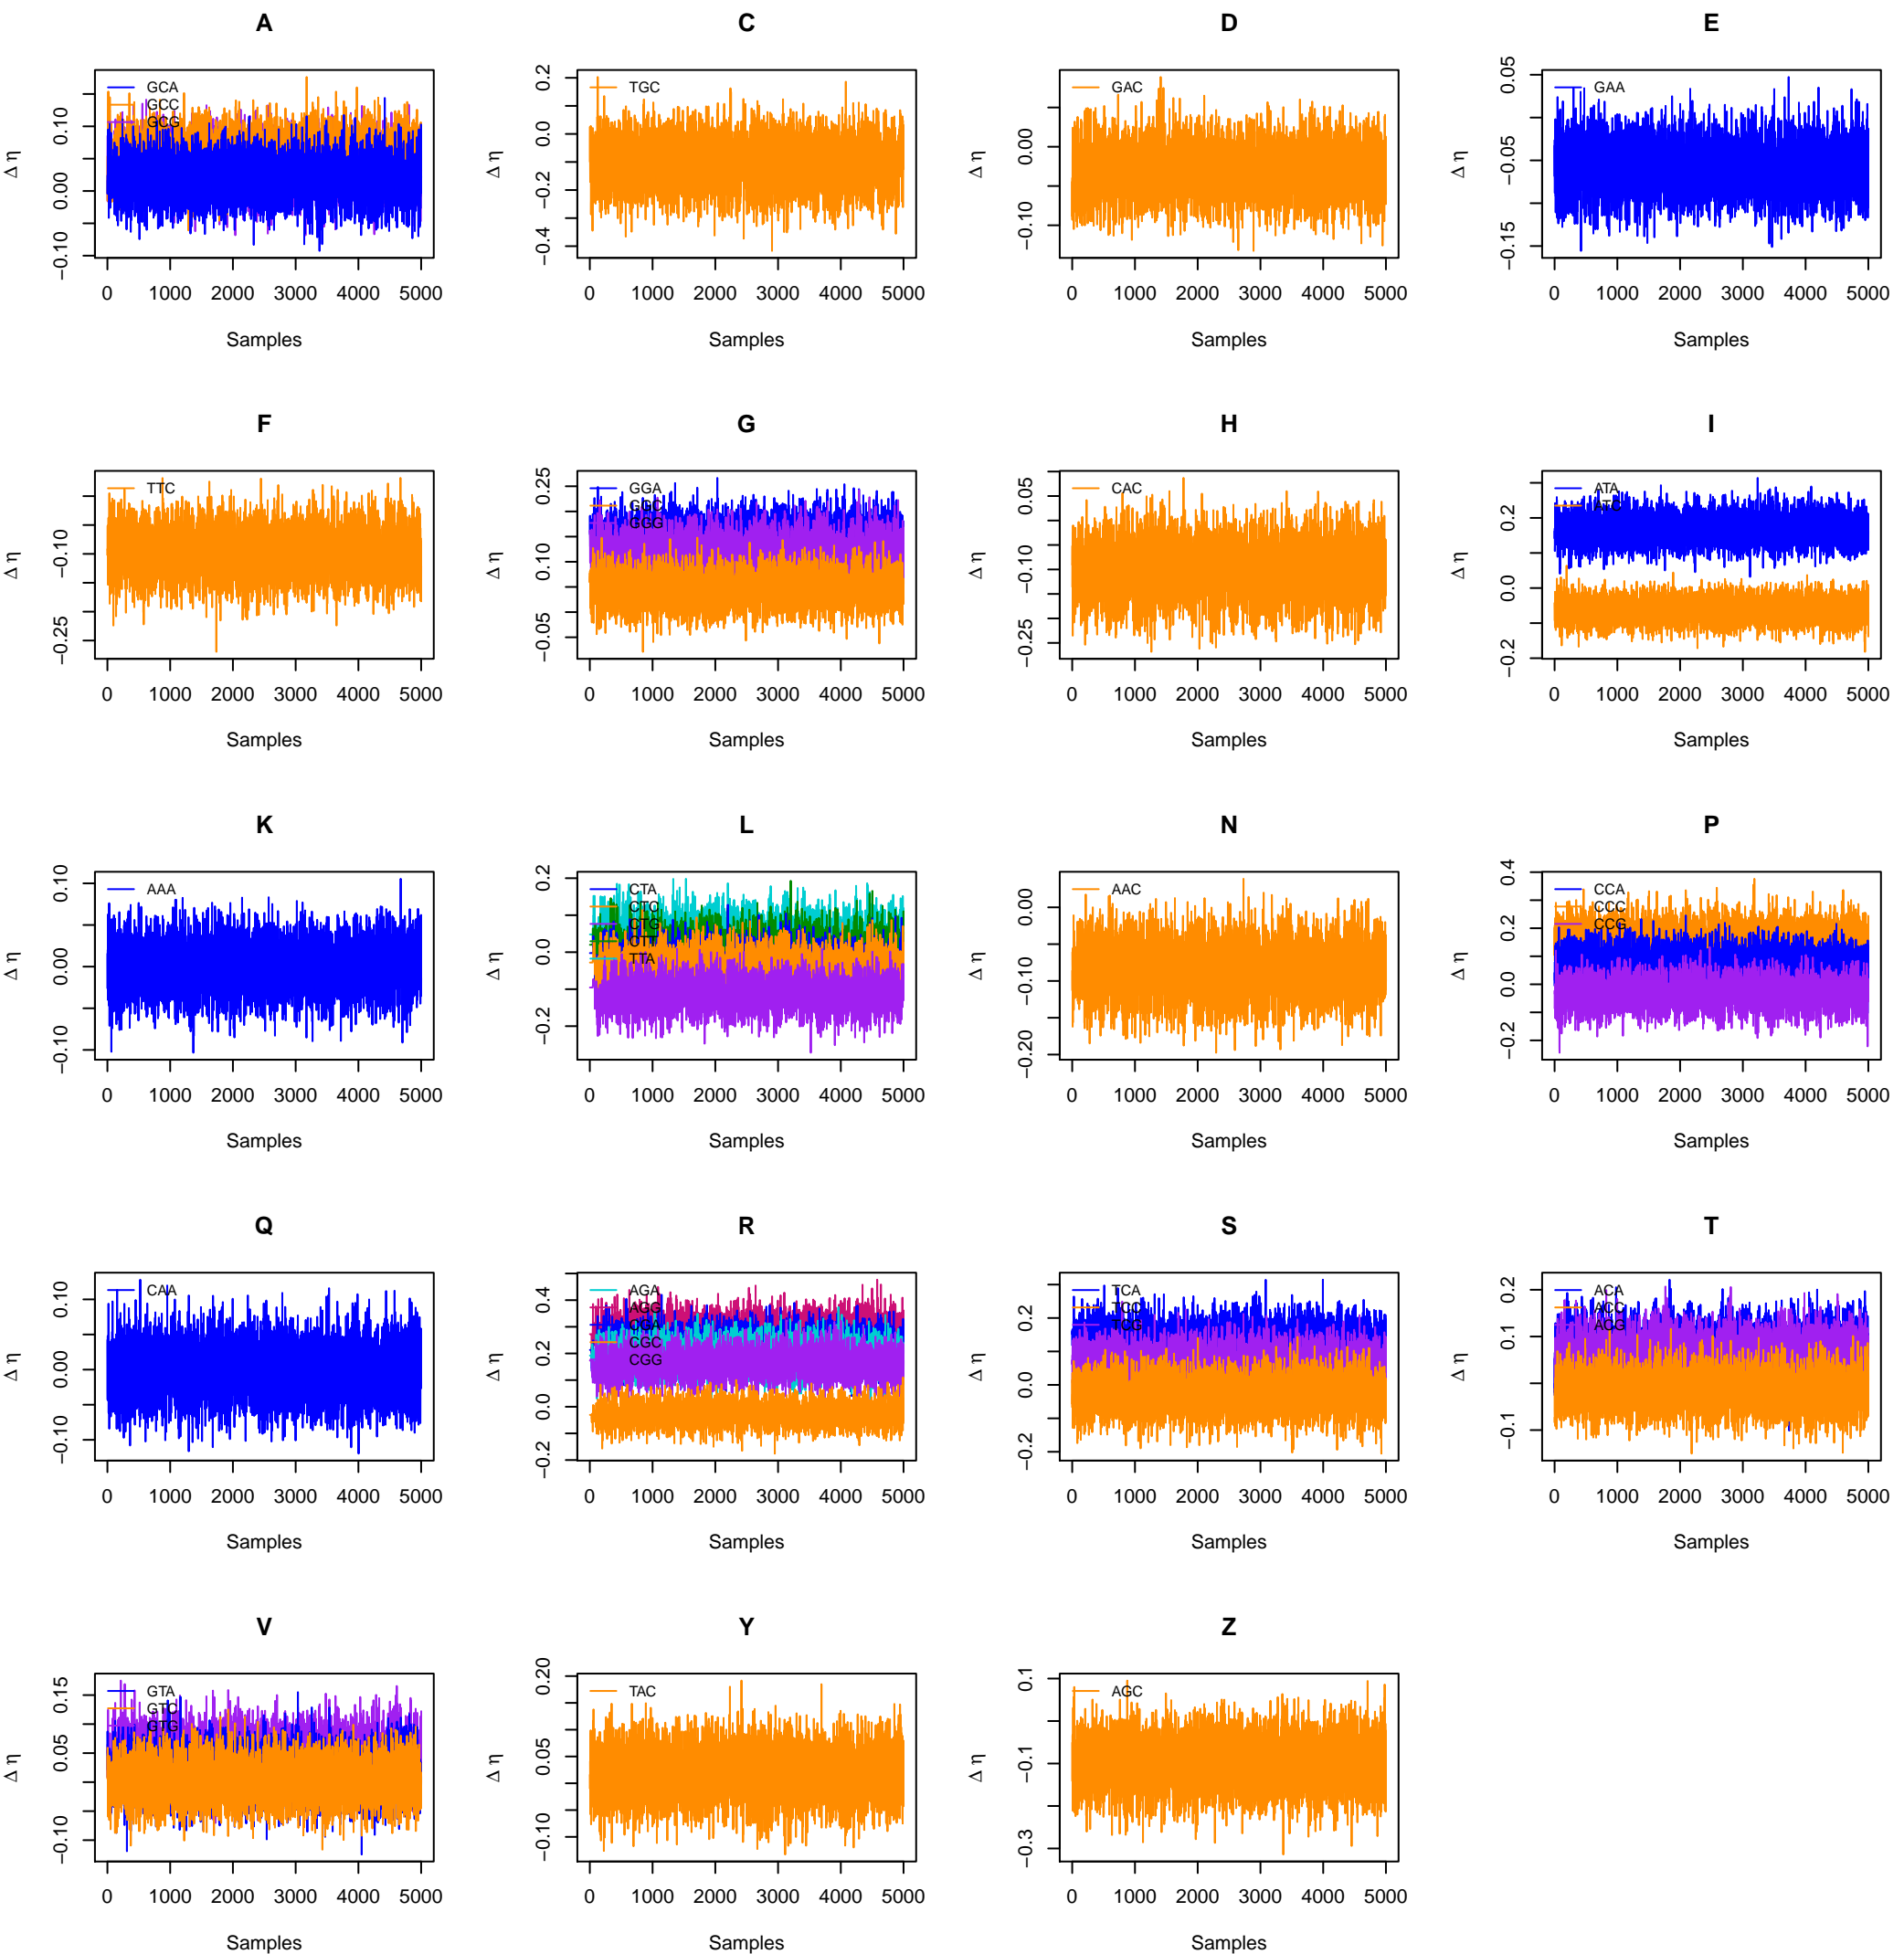 A
Δ η
0.10
0.00
−0.10
GCA
GCC
GCG
0 1000 2000 3000 4000 5000
Samples
C
Δ η
0.2
0.0
−0.2
−0.4
TGC
0 1000 2000 3000 4000 5000
Samples
D
Δ η
0.00
−0.10
GAC
0 1000 2000 3000 4000 5000
Samples
E
Δ η
0.05
−0.05
−0.15
GAA
0 1000 2000 3000 4000 5000
Samples
F
Δ η
−0.10
−0.25
TTC
0 1000 2000 3000 4000 5000
Samples
G
Δ η
0.25
0.10
−0.05
GGA
GGC
GGG
0 1000 2000 3000 4000 5000
Samples
H
Δ η
0.05
−0.10
−0.25
CAC
0 1000 2000 3000 4000 5000
Samples
I
Δ η
0.2
0.0
−0.2
ATA
ATC
0 1000 2000 3000 4000 5000
Samples
K
Δ η
0.10
0.00
−0.10
AAA
0 1000 2000 3000 4000 5000
Samples
L
Δ η
0.2
0.0
−0.2
CTA
CTC
CTG
CTT
TTA
0 1000 2000 3000 4000 5000
Samples
N
Δ η
0.00
−0.10
−0.20
AAC
0 1000 2000 3000 4000 5000
Samples
P
Δ η
0.4
0.2
0.0
−0.2
CCA
CCC
CCG
0 1000 2000 3000 4000 5000
Samples
Q
Δ η
0.10
0.00
−0.10
CAA
0 1000 2000 3000 4000 5000
Samples
R
Δ η
0.4
0.2
0.0
−0.2
AGA
AGG
CGA
CGC
CGG
0 1000 2000 3000 4000 5000
Samples
S
Δ η
0.2
0.0
−0.2
TCA
TCC
TCG
0 1000 2000 3000 4000 5000
Samples
T
Δ η
0.2
0.1
−0.1
ACA
ACC
ACG
0 1000 2000 3000 4000 5000
Samples
V
Δ η
0.15
0.05
−0.10
GTA
GTC
GTG
0 1000 2000 3000 4000 5000
Samples
Y
Δ η
0.20
0.05
−0.10
TAC
0 1000 2000 3000 4000 5000
Samples
Z
Δ η
0.1
−0.1
−0.3
AGC
0 1000 2000 3000 4000 5000
Samples